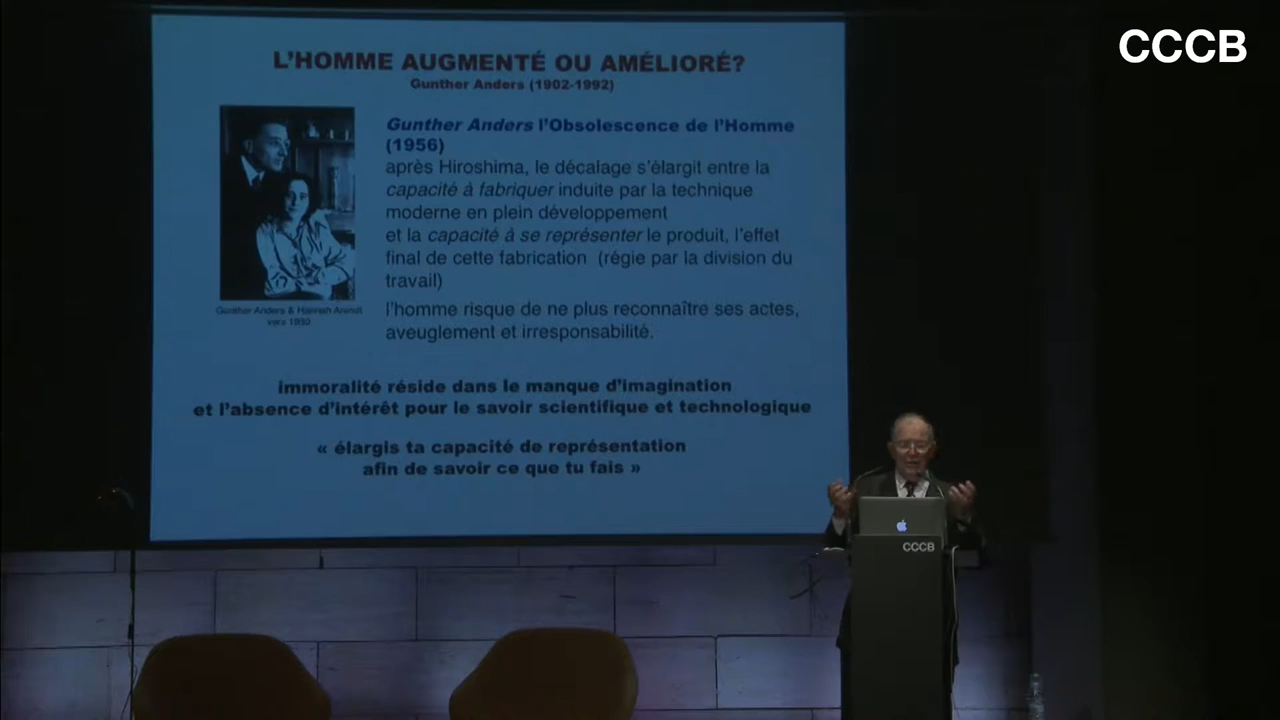 CCCB
L'HOMME AUGMENTÉ OU AMÉLIORÉ?
Gunther Anders (1902-1992)
Gunther Anders l'Obsolescence de l'Homme
(1956)
après Hiroshima, le décalage s'élargit entre la
capacité à fabriquer induite par la technique
moderne en plein développement
et la capacité à se représenter le produit, l'effet
final de cette fabrication (régie par la division du
travail)
l'homme risque de ne plus reconnaître ses actes,
aveuglement et irresponsabilité.
Gunther Anders & Hannah Arendt
vers 1930
immoralité réside dans le manque d'imagination
et l'absence d'intérêt pour le savoir scientifique et technologique
« élargis ta capacité de représentation
afin de savoir ce que tu fais »
CCCB